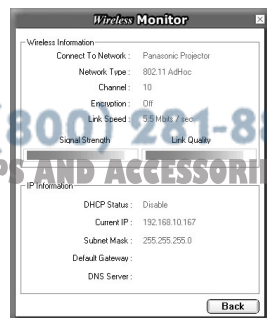 Wireless Monitor
Wireless Information
Connect To Network : Panasonic Projector
Network Type : 802.11 AdHoc
Channel : 10
Encryption : Off
Link Speed : 5.5 Mbits / sec
Signal Strength Link Quality
(800) 281-8
PS AND ACCESSORI
IP Information
DHCP Status : Disable
Current IP : 192.168.10.167
Subnet Mask : 255.255.255.0
Default Gateway :
DNS Server :
Back